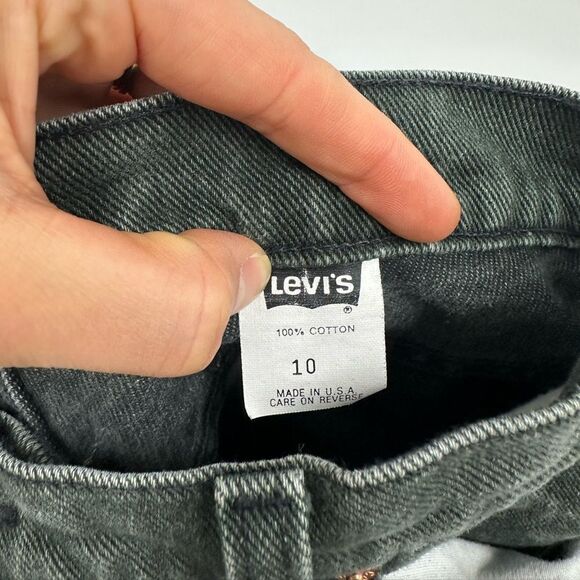 Levi's
®
100% COTTON
10
MADE IN U.S.A
CARE ON REVERSE